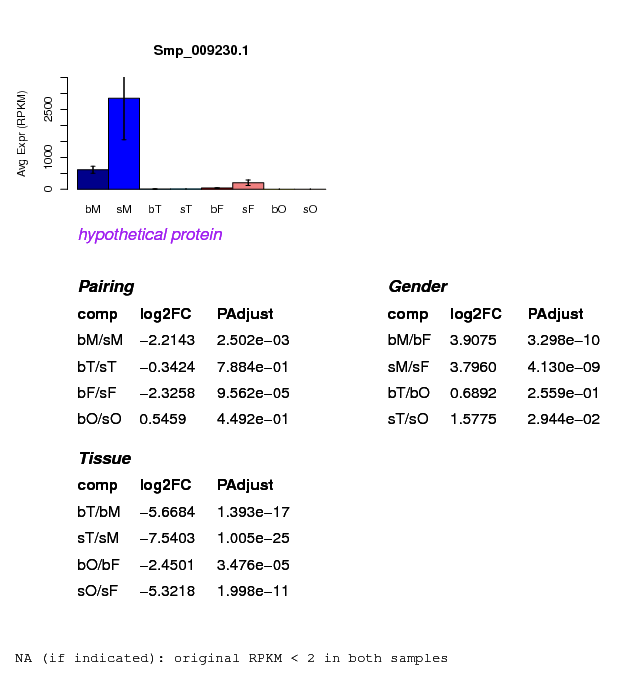 Smp_009230.1
Avg Expr (RPKM)
2500
1000
0
bM sM bT sT bF sF bO sO
hypothetical protein
Pairing
comp log2FC PAdjust
bM/sM −2.2143 2.502e−03
bT/sT −0.3424 7.884e−01
bF/sF −2.3258 9.562e−05
bO/sO 0.5459 4.492e−01
Gender
comp log2FC PAdjust
bM/bF 3.9075 3.298e−10
sM/sF 3.7960 4.130e−09
bT/bO 0.6892 2.559e−01
sT/sO 1.5775 2.944e−02
Tissue
comp log2FC PAdjust
bT/bM −5.6684 1.393e−17
sT/sM −7.5403 1.005e−25
bO/bF −2.4501 3.476e−05
sO/sF −5.3218 1.998e−11
NA (if indicated): original RPKM < 2 in both samples